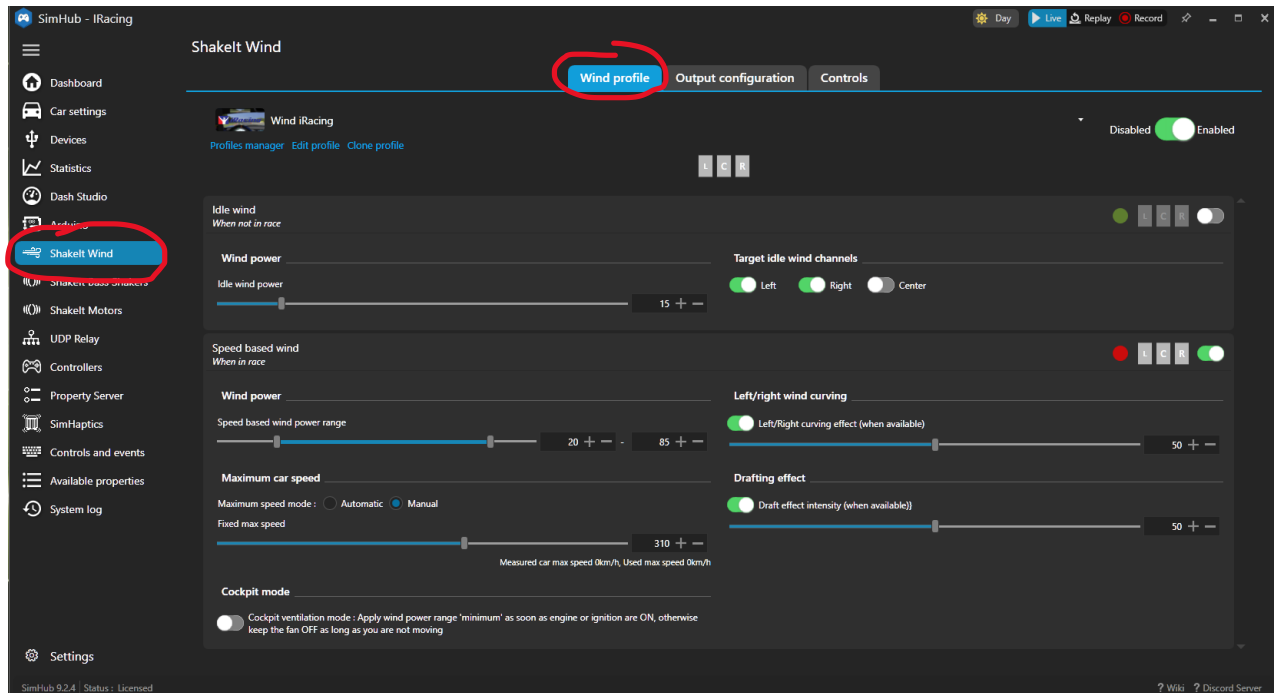 SimHub - IRacing
Day
Live
Replay
Record
ShakeIt Wind
Wind profile
Output configuration
Controls
Dashboard
Car settings
Devices
Statistics
Dash Studio
Arduino
ShakeIt Wind
ShakeIt Bass Shakers
ShakeIt Motors
UDP Relay
Controllers
Property Server
SimHaptics
Controls and events
Available properties
System log
Settings
Wind iRacing
Disabled
Enabled
Profiles manager Edit profile Clone profile
L C R
Idle wind
When not in race
L C R
Wind power
Idle wind power
15
Target idle wind channels
Left
Right
Center
Speed based wind
When in race
L C R
Wind power
Speed based wind power range
20 - 85
Maximum car speed
Maximum speed mode : Automatic Manual
Fixed max speed
310
Measured car max speed 0km/h, Used max speed 0km/h
Cockpit mode
Cockpit ventilation mode : Apply wind power range 'minimum' as soon as engine or ignition are ON, otherwise
keep the fan OFF as long as you are not moving
Left/right wind curving
Left/Right curving effect (when available)
50
Drafting effect
Draft effect intensity (when available))
50
SimHub 9.2.4 Status : Licensed
? Wiki ? Discord Server